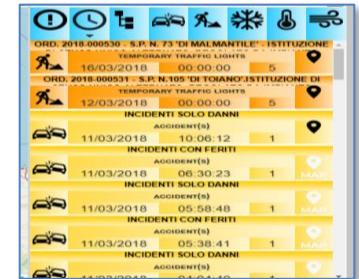 ORD. 2018-000530 - S.P. N. 73 'DI MALMANTILE' - ISTITUZIONE
TEMPORARY TRAFFIC LIGHTS
16/03/2018 00:00:00 5
ORD. 2018-000531 - S.P. N.105 'DI TOIANO'.ISTITUZIONE DI
TEMPORARY TRAFFIC LIGHTS
12/03/2018 00:00:00 5
INCIDENTI SOLO DANNI
ACCIDENT(S)
11/03/2018 10:06:12 1
INCIDENTI CON FERITI
ACCIDENT(S)
11/03/2018 06:30:23 1 MAP
INCIDENTI SOLO DANNI
ACCIDENT(S)
11/03/2018 05:58:48 1 MAP
INCIDENTI CON FERITI
ACCIDENT(S)
11/03/2018 05:38:41 1 MAP
INCIDENTI SOLO DANNI
ACCIDENT(S)